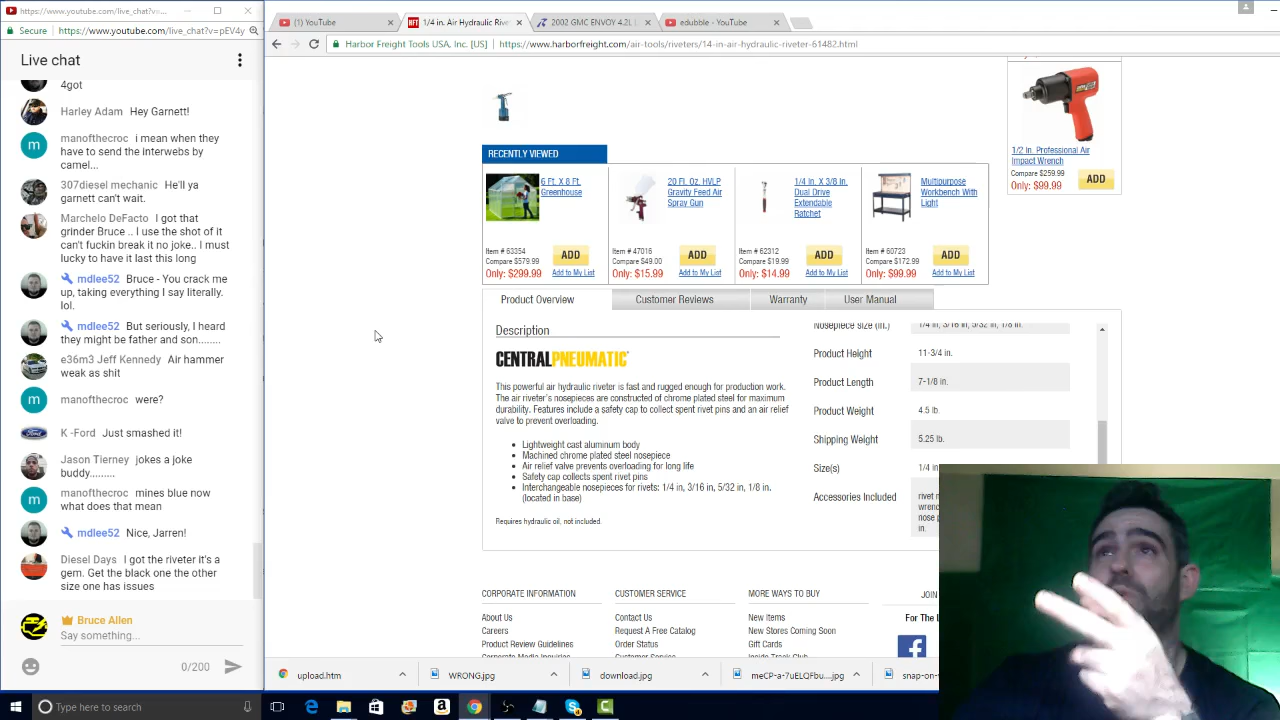 https://www.youtube.com/live_chat?v=...
Secure https://www.youtube.com/live_chat?v=pEV4y
Live chat
4got
Harley Adam Hey Garnett!
manofthecroc i mean when they
have to send the interwebs by
camel...
307diesel mechanic He'll ya
garnett can't wait.
Marchelo DeFacto I got that
grinder Bruce .. I use the shot of it
can't fuckin break it no joke.. I must
lucky to have it last this long
mdlee52 Bruce - You crack me
up, taking everything I say literally.
lol.
mdlee52 But seriously, I heard
they might be father and son........
e36m3 Jeff Kennedy Air hammer
weak as shit
manofthecroc were?
K -Ford Just smashed it!
Jason Tierney jokes a joke
buddy.........
manofthecroc mines blue now
what does that mean
mdlee52 Nice, Jarren!
Diesel Days I got the riveter it's a
gem. Get the black one the other
size one has issues
Bruce Allen
Say something...
0/200
(1) YouTube
HFT 1/4 in. Air Hydraulic Rive
2002 GMC ENVOY 4.2L L
edubble - YouTube
Harbor Freight Tools USA, Inc. [US] https://www.harborfreight.com/air-tools/riveters/14-in-air-hydraulic-riveter-61482.html
1/2 in. Professional Air
Impact Wrench
Compare $259.99
Only: $99.99 ADD
RECENTLY VIEWED
6 Ft. X 8 Ft.
Greenhouse
Item # 63354
Compare $579.99
Only: $299.99
ADD
Add to My List
20 Fl. Oz. HVLP
Gravity Feed Air
Spray Gun
Item # 47016
Compare $49.00
Only: $15.99
ADD
Add to My List
1/4 In. X 3/8 In.
Dual Drive
Extendable
Ratchet
Item # 62312
Compare $19.99
Only: $14.99
ADD
Add to My List
Multipurpose
Workbench With
Light
Item # 60723
Compare $172.99
Only: $99.99
ADD
Add to My List
Product Overview Customer Reviews Warranty User Manual
Description
CENTRALPNEUMATIC
This powerful air hydraulic riveter is fast and rugged enough for production work.
The air riveter's nosepieces are constructed of chrome plated steel for maximum
durability. Features include a safety cap to collect spent rivet pins and an air relief
valve to prevent overloading.
Lightweight cast aluminum body
Machined chrome plated steel nosepiece
Air relief valve prevents overloading for long life
Safety cap collects spent rivet pins
Interchangeable nosepieces for rivets: 1/4 in, 3/16 in, 5/32 in, 1/8 in.
(located in base)
Requires hydraulic oil, not included.
Nosepiece size (in.) 1/4 in, 3/16 in, 5/32 in, 1/8 in.
Product Height 11-3/4 in.
Product Length 7-1/8 in.
Product Weight 4.5 lb.
Shipping Weight 5.25 lb.
Size(s) 1/4 in
Accessories Included rivet
wrenc
nose p
CORPORATE INFORMATION
About Us
Careers
Product Review Guidelines
CUSTOMER SERVICE
Contact Us
Request A Free Catalog
Order Status
MORE WAYS TO BUY
New Items
New Stores Coming Soon
Gift Cards
JOIN
For The L
upload.htm
WRONG.jpg
download.jpg
meCP-a-7uELQFbu....jpg
snap-on-
Type here to search